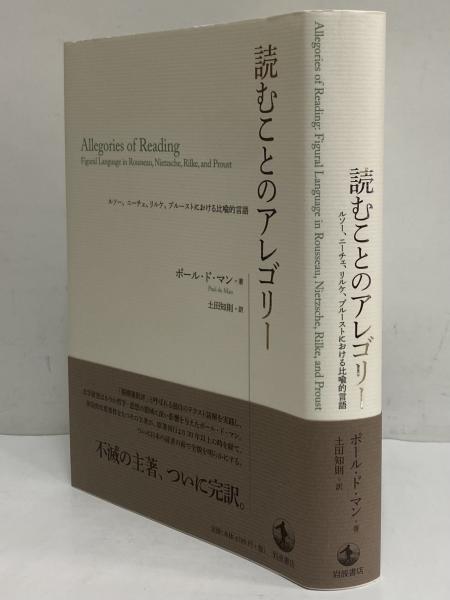 読むことのアレゴリー
Allegories of Reading
Figural Language in Rousseau, Nietzsche, Rilke, and Proust
ルソー、ニーチェ、リルケ、プルーストにおける比喩的言語
ポール・ド・マン・著
Paul de Man
土田知則・訳
不滅の主著、ついに完訳。
岩波書店
Allegories of Reading: Figural Language in Rousseau, Nietzsche, Rilke, and Proust
読むことのアレゴリー
ルソー、ニーチェ、リルケ、プルーストにおける比喩的言語
ポール・ド・マン・著
土田知則・訳
岩波書店